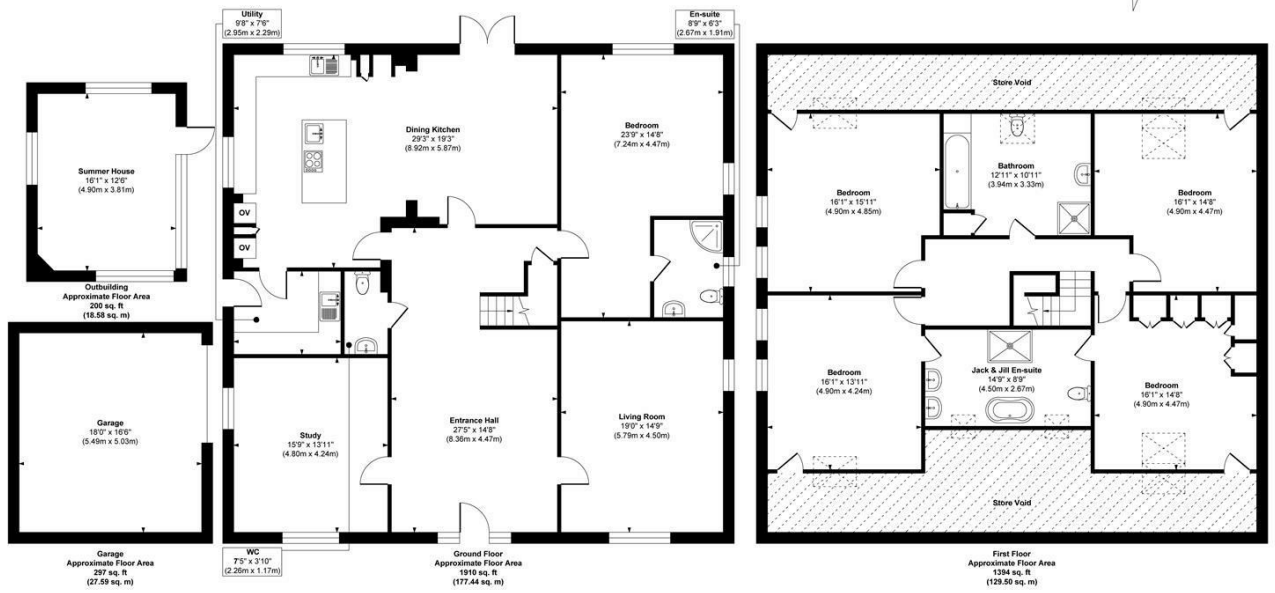 Utility
9'8" x 7'6"
(2.95m x 2.29m)
En-suite
8'9" x 6'3"
(2.67m x 1.91m)
Summer House
16'1" x 12'6"
(4.90m x 3.81m)
Outbuilding
Approximate Floor Area
200 sq. ft
(18.58 sq. m)
Garage
18'0" x 16'6"
(5.49m x 5.03m)
Garage
Approximate Floor Area
297 sq. ft
(27.59 sq. m)
Dining Kitchen
29'3" x 19'3"
(8.92m x 5.87m)
OV
OV
Bedroom
23'9" x 14'8"
(7.24m x 4.47m)
Study
15'9" x 13'11"
(4.80m x 4.24m)
Entrance Hall
27'5" x 14'8"
(8.36m x 4.47m)
Living Room
19'0" x 14'9"
(5.79m x 4.50m)
WC
7'5" x 3'10"
(2.26m x 1.17m)
Ground Floor
Approximate Floor Area
1910 sq. ft
(177.44 sq. m)
Store Void
Bedroom
16'1" x 15'11"
(4.90m x 4.85m)
Bathroom
12'11" x 10'11"
(3.94m x 3.33m)
Bedroom
16'1" x 14'8"
(4.90m x 4.47m)
Bedroom
16'1" x 13'11"
(4.90m x 4.24m)
Jack & Jill En-suite
14'9" x 8'9"
(4.50m x 2.67m)
Bedroom
16'1" x 14'8"
(4.90m x 4.47m)
Store Void
First Floor
Approximate Floor Area
1394 sq. ft
(129.50 sq. m)